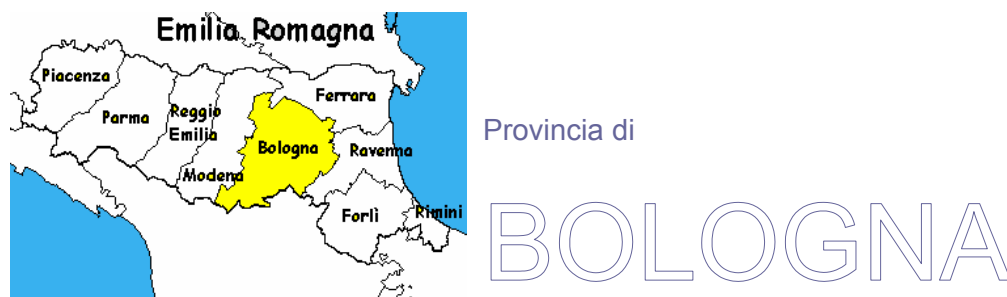 Emilia Romagna
Piacenza
Parma
Reggio
Emilia
Modena
Bologna
Ferrara
Ravenna
Forlì
Rimini
Provincia di
BOLOGNA